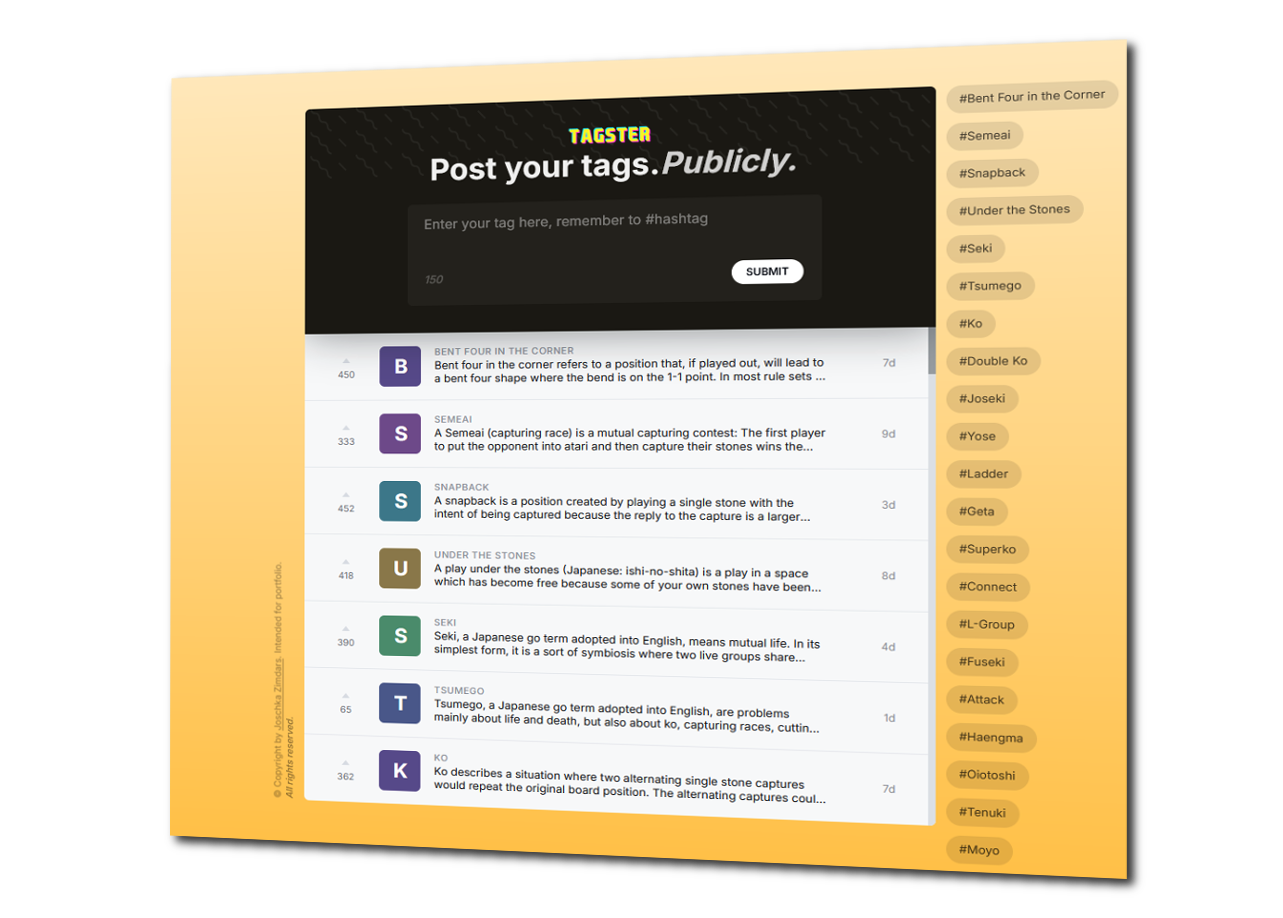 TAGSTER
Post your tags. Publicly.
Enter your tag here, remember to #hashtag
150
SUBMIT
450
B
BENT FOUR IN THE CORNER
Bent four in the corner refers to a position that, if played out, will lead to
a bent four shape where the bend is on the 1-1 point. In most rule sets ...
7d
333
S
SEMEAI
A Semeai (capturing race) is a mutual capturing contest: The first player
to put the opponent into atari and then capture their stones wins the...
9d
452
S
SNAPBACK
A snapback is a position created by playing a single stone with the
intent of being captured because the reply to the capture is a larger...
3d
418
U
UNDER THE STONES
A play under the stones (Japanese: ishi-no-shita) is a play in a space
which has become free because some of your own stones have been...
8d
390
S
SEKI
Seki, a Japanese go term adopted into English, means mutual life. In its
simplest form, it is a sort of symbiosis where two live groups share...
4d
65
T
TSUMEGO
Tsumego, a Japanese go term adopted into English, are problems
mainly about life and death, but also about ko, capturing races, cuttin...
1d
362
K
KO
Ko describes a situation where two alternating single stone captures
would repeat the original board position. The alternating captures coul...
7d
#Bent Four in the Corner
#Semeai
#Snapback
#Under the Stones
#Seki
#Tsumego
#Ko
#Double Ko
#Joseki
#Yose
#Ladder
#Geta
#Superko
#Connect
#L-Group
#Fuseki
#Attack
#Haengma
#Oiotoshi
#Tenuki
#Moyo
© Copyright by Joschka Zimdars. Intended for portfolio.
All rights reserved.